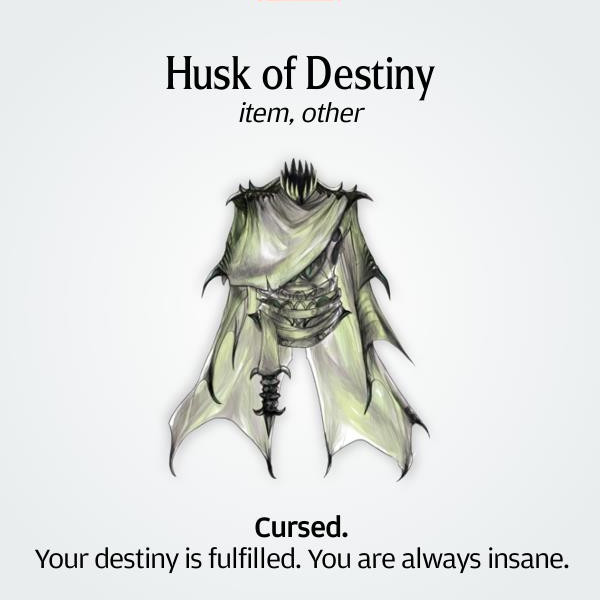 Husk of Destiny
item, other
Cursed.
Your destiny is fulfilled. You are always insane.